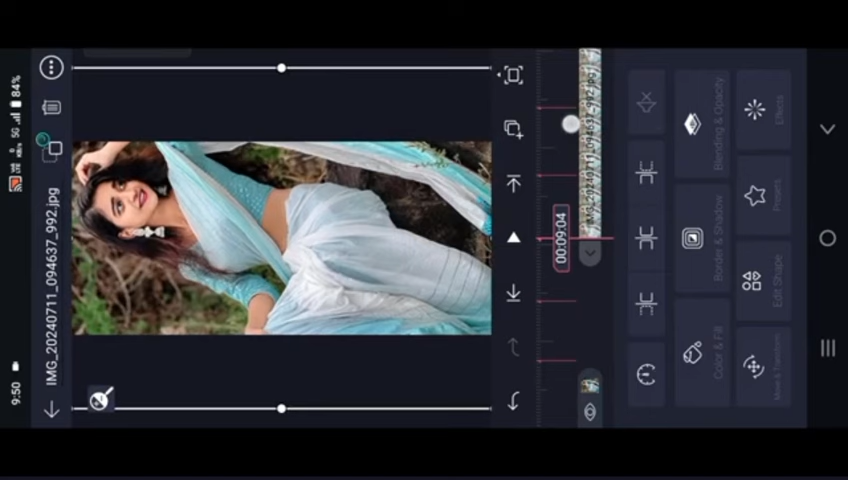 9:50
5G
84%
IMG_20240711_094637_992.jpg
00:09:04
IMG_20240711_094637_992.jpg
Color & Fill
Border & Shadow
Blending & Opacity
Move & Transform
Edit Shape
Presets
Effects